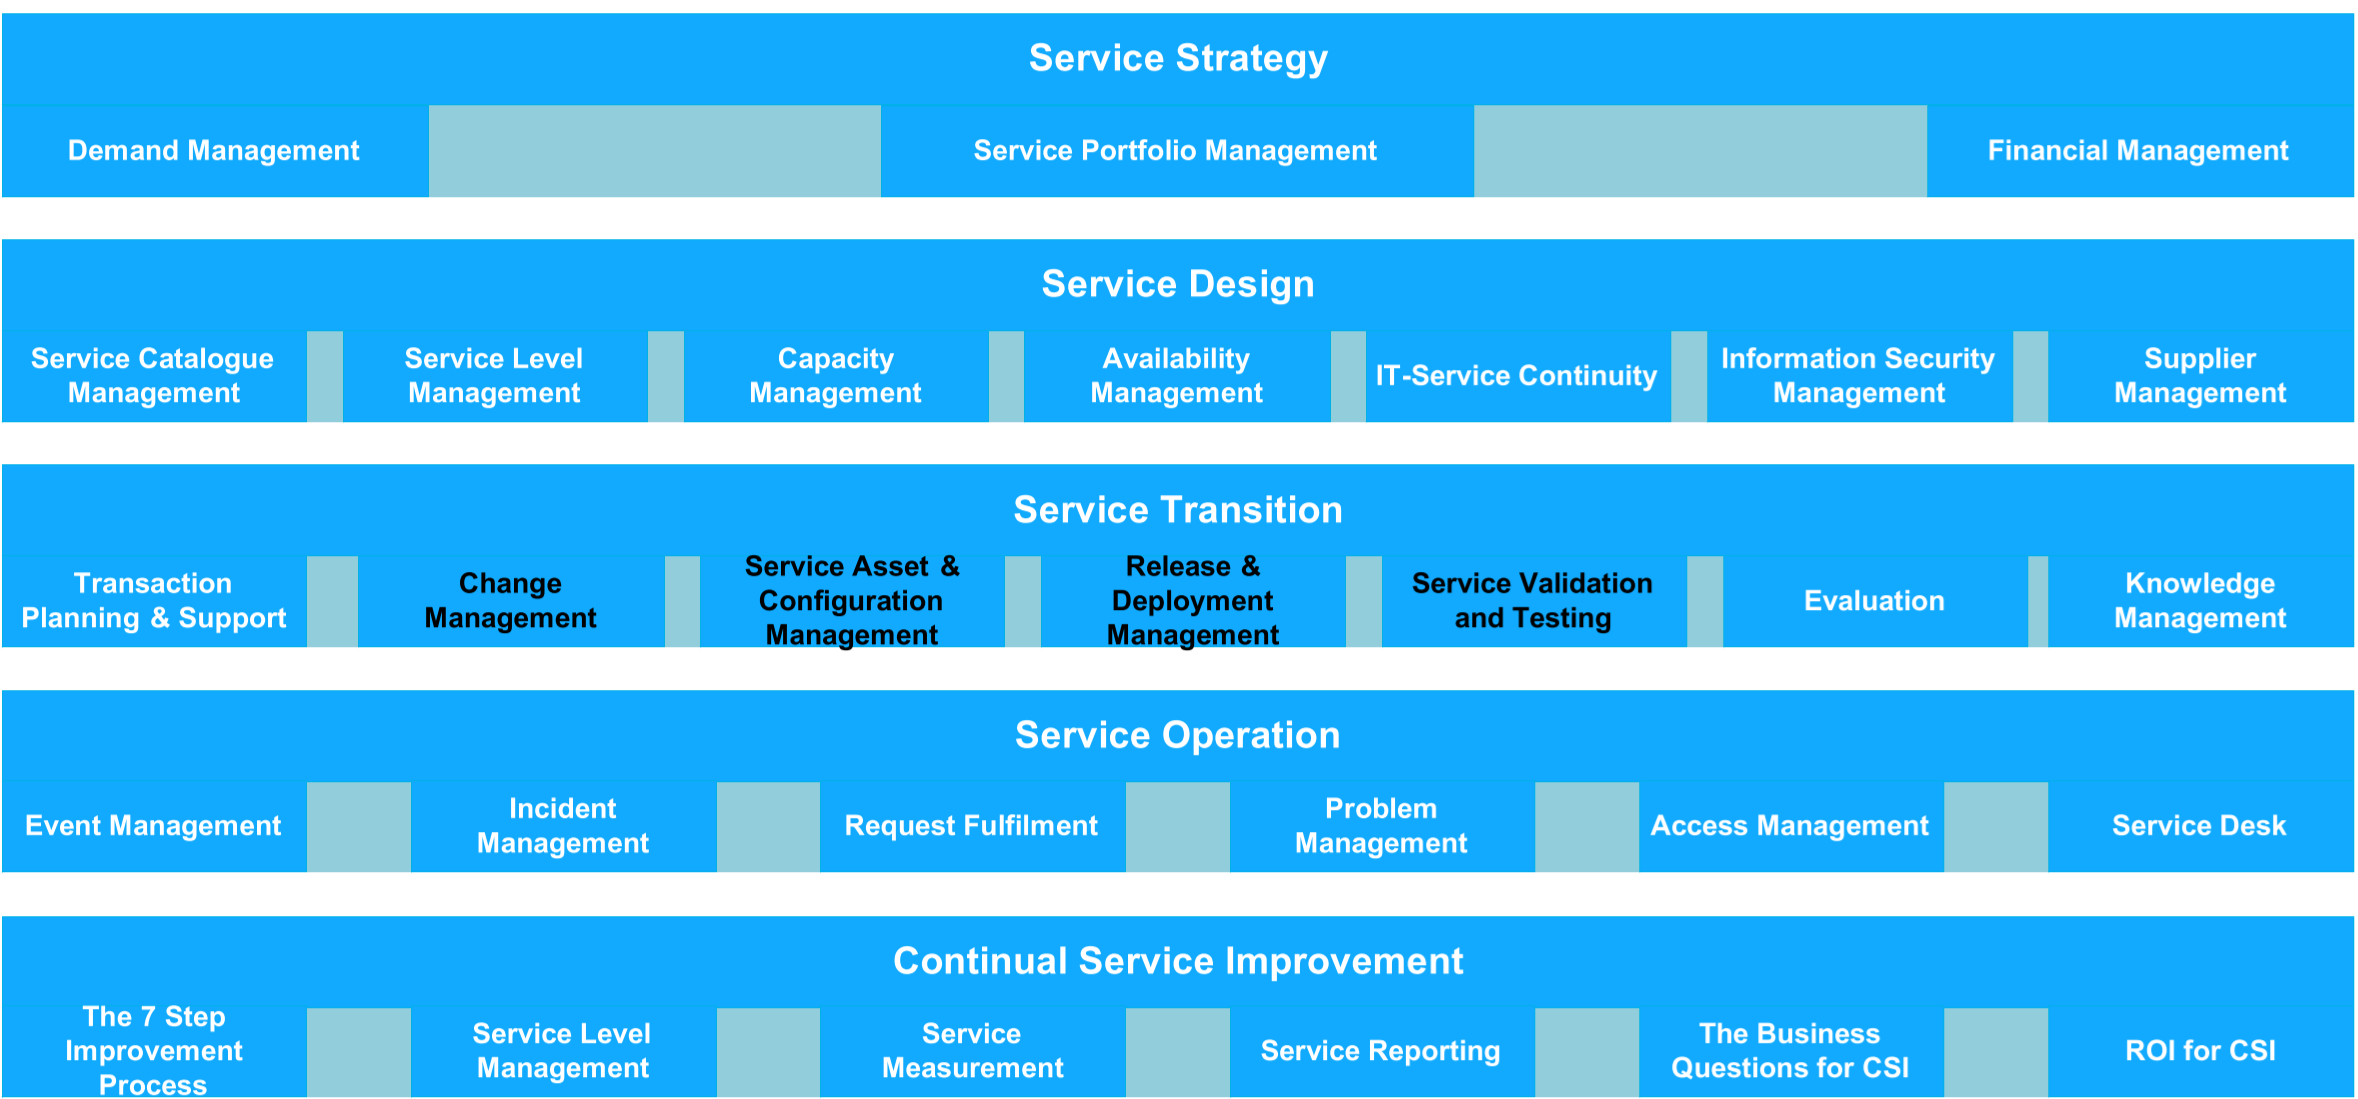 Service Strategy
Demand Management
Service Portfolio Management
Financial Management
Service Design
Service Catalogue
Management
Service Level
Management
Capacity
Management
Availability
Management
IT-Service Continuity
Information Security
Management
Supplier
Management
Service Transition
Transaction
Planning & Support
Change
Management
Service Asset &
Configuration
Management
Release &
Deployment
Management
Service Validation
and Testing
Evaluation
Knowledge
Management
Service Operation
Event Management
Incident
Management
Request Fulfilment
Problem
Management
Access Management
Service Desk
Continual Service Improvement
The 7 Step
Improvement
Process
Service Level
Management
Service
Measurement
Service Reporting
The Business
Questions for CSI
ROI for CSI